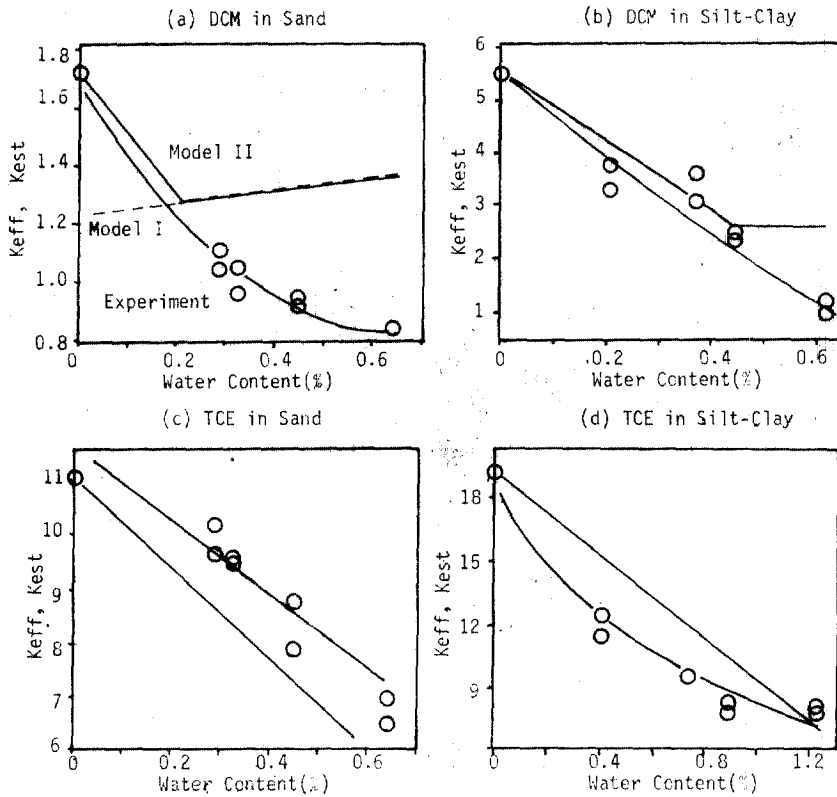 (a) DCM in Sand
Keff, Kest
1.8
1.6
1.4
1.2
1.0
0.8
Model II
Model I
Experiment
0 0.2 0.4 0.6
Water Content(%)
(b) DCM in Silt-Clay
Keff, Kest
6
5
4
3
2
1
0 0.2 0.4 0.6
Water Content(%)
(c) TCE in Sand
Keff, Kest
11
10
9
8
7
6
0 0.2 0.4 0.6
Water Content(%)
(d) TCE in Silt-Clay
Keff, Kest
18
15
12
9
0 0.4 0.8 1.2
Water Content(%)